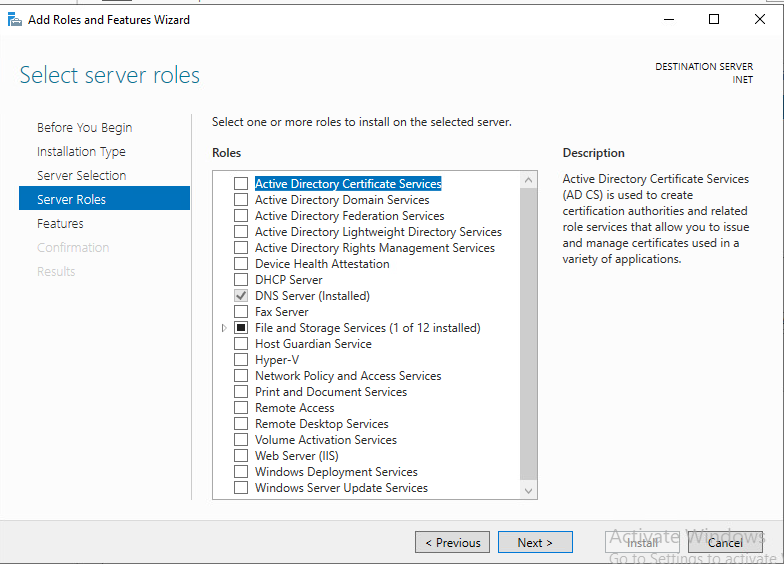 Add Roles and Features Wizard
Select server roles
DESTINATION SERVER
INET
Before You Begin
Installation Type
Server Selection
Server Roles
Features
Confirmation
Results
Select one or more roles to install on the selected server.
Roles
Active Directory Certificate Services
Active Directory Domain Services
Active Directory Federation Services
Active Directory Lightweight Directory Services
Active Directory Rights Management Services
Device Health Attestation
DHCP Server
DNS Server (Installed)
Fax Server
File and Storage Services (1 of 12 installed)
Host Guardian Service
Hyper-V
Network Policy and Access Services
Print and Document Services
Remote Access
Remote Desktop Services
Volume Activation Services
Web Server (IIS)
Windows Deployment Services
Windows Server Update Services
Description
Active Directory Certificate Services
(AD CS) is used to create
certification authorities and related
role services that allow you to issue
and manage certificates used in a
variety of applications.
< Previous
Next >
Install
Cancel
Activate Windows
Go to Settings to activate